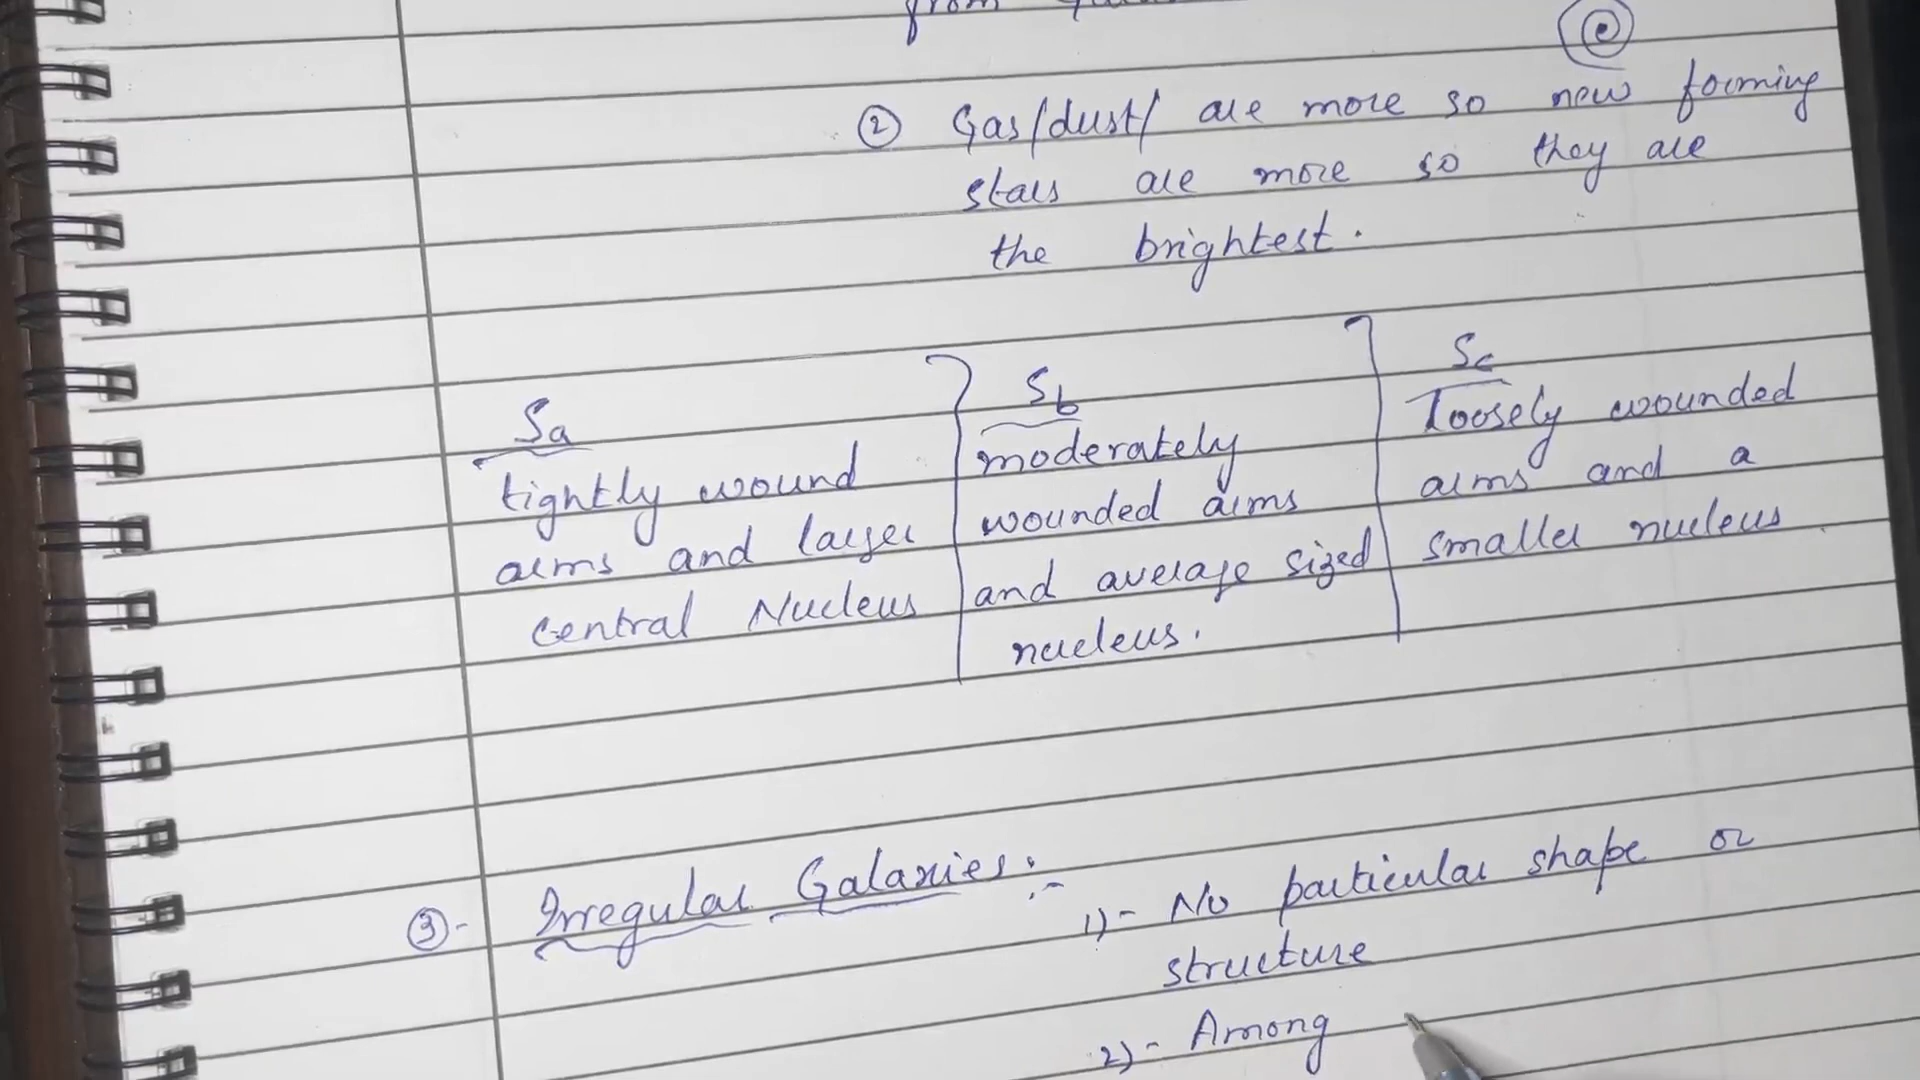 from
② Gas/dust/ are more so new forming
stars are more so they are
the brightest.
Sa
tightly wound
arms and larger
central Nucleus
Sb
moderately
wounded arms
and average sized
nucleus.
Sc
Loosely wounded
arms and a
smaller nucleus
③- Irregular Galaxies:-
1)- No particular shape or
structure
2)- Among